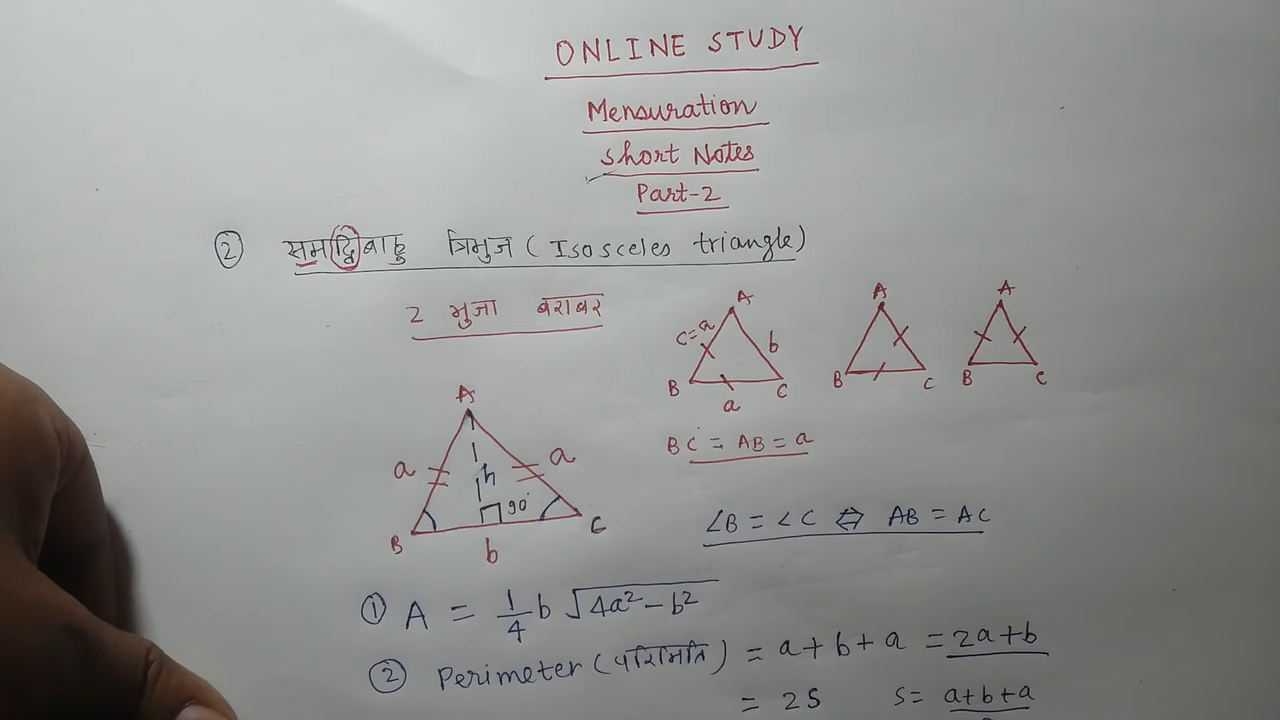 ONLINE STUDY
Mensuration
Short Notes
Part-2
② समद्विबाहु त्रिभुज (Isosceles triangle)
2 भुजा बराबर
A
c=a
b
B
C
a
A
B
C
A
B
C
BC = AB = a
A
a
a
h
90°
B
C
b
∠B = ∠C ⇔ AB = AC
① A = 1/4 b √4a² - b²
② Perimeter (परिमिति) = a + b + a = 2a+b
= 2S S = a+b+a